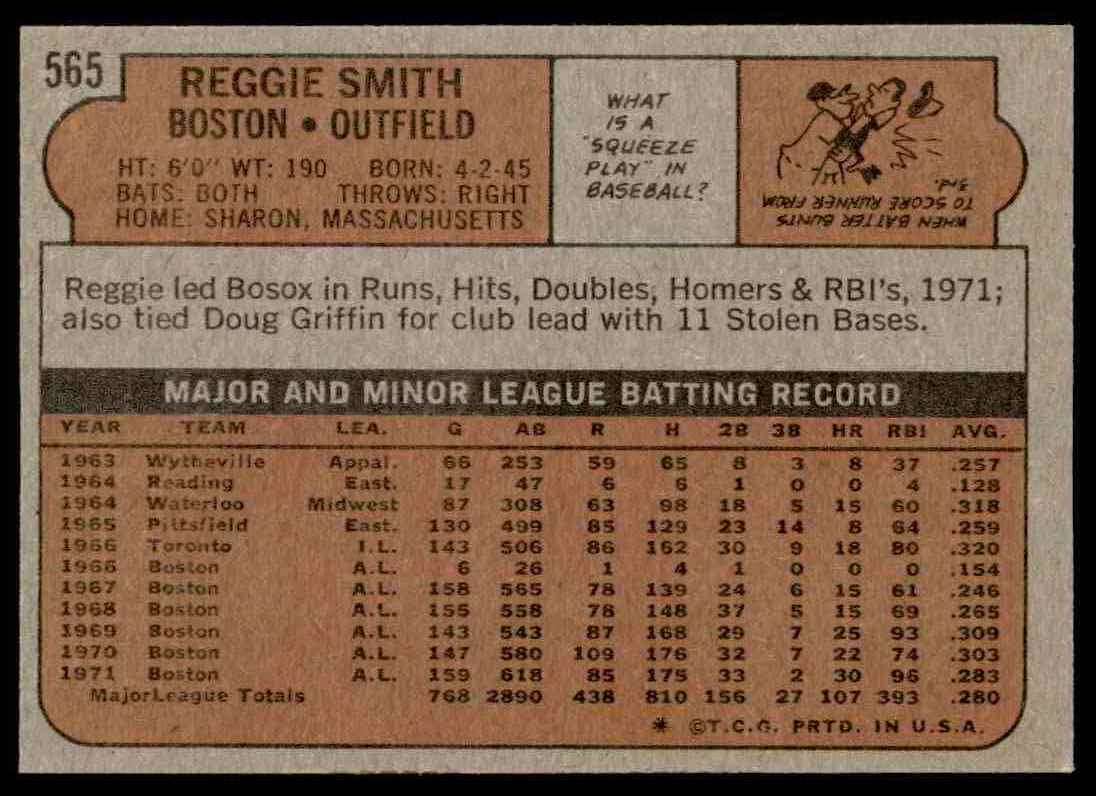 565
REGGIE SMITH
BOSTON • OUTFIELD
HT: 6'0" WT: 190 BORN: 4-2-45
BATS: BOTH THROWS: RIGHT
HOME: SHARON, MASSACHUSETTS
WHAT
IS A
"SQUEEZE
PLAY" IN
BASEBALL?
WHEN BATTER BUNTS
TO SCORE RUNNER FROM
3rd.
Reggie led Bosox in Runs, Hits, Doubles, Homers & RBI's, 1971;
also tied Doug Griffin for club lead with 11 Stolen Bases.
MAJOR AND MINOR LEAGUE BATTING RECORD
YEAR TEAM LEA. G AB R H 2B 3B HR RBI AVG.
1963 Wytheville Appal. 66 253 59 65 8 3 8 37 .257
1964 Reading East. 17 47 6 6 1 0 0 4 .128
1964 Waterloo Midwest 87 308 63 98 18 5 15 60 .318
1965 Pittsfield East. 130 499 85 129 23 14 8 64 .259
1966 Toronto I.L. 143 506 86 162 30 9 18 80 .320
1966 Boston A.L. 6 26 1 4 1 0 0 0 .154
1967 Boston A.L. 158 565 78 139 24 6 15 61 .246
1968 Boston A.L. 155 558 78 148 37 5 15 69 .265
1969 Boston A.L. 143 543 87 168 29 7 25 93 .309
1970 Boston A.L. 147 580 109 176 32 7 22 74 .303
1971 Boston A.L. 159 618 85 175 33 2 30 96 .283
Major League Totals 768 2890 438 810 156 27 107 393 .280
* ©T.C.G. PRTD. IN U.S.A.